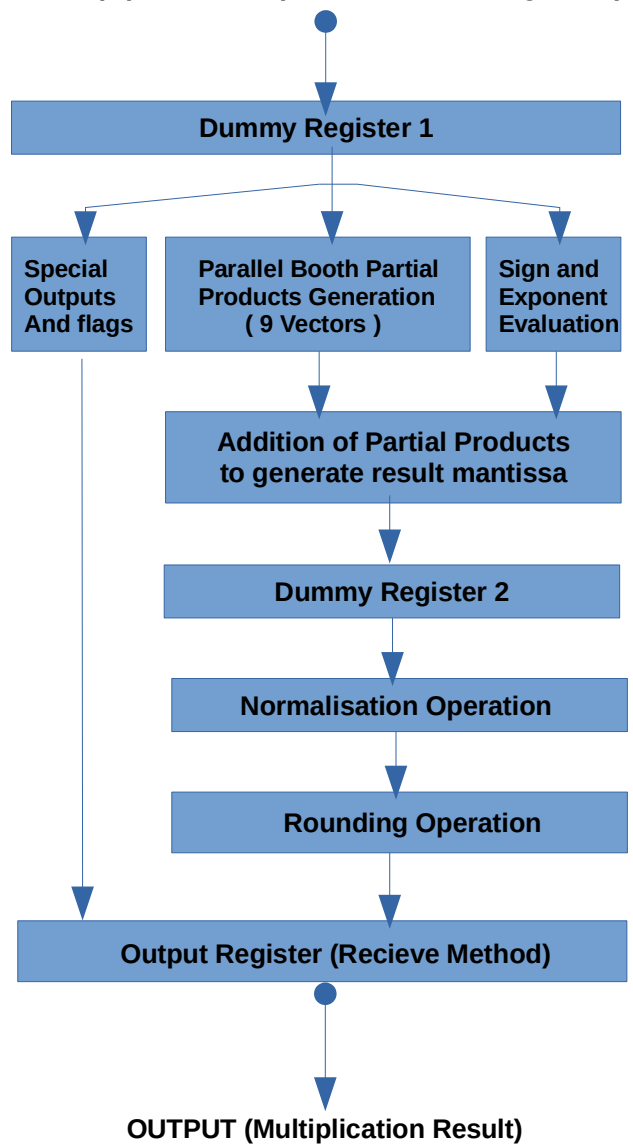 Dummy Register 1
Special
Outputs
And flags
Parallel Booth Partial
Products Generation
( 9 Vectors )
Sign and
Exponent
Evaluation
Addition of Partial Products
to generate result mantissa
Dummy Register 2
Normalisation Operation
Rounding Operation
Output Register (Recieve Method)
OUTPUT (Multiplication Result)